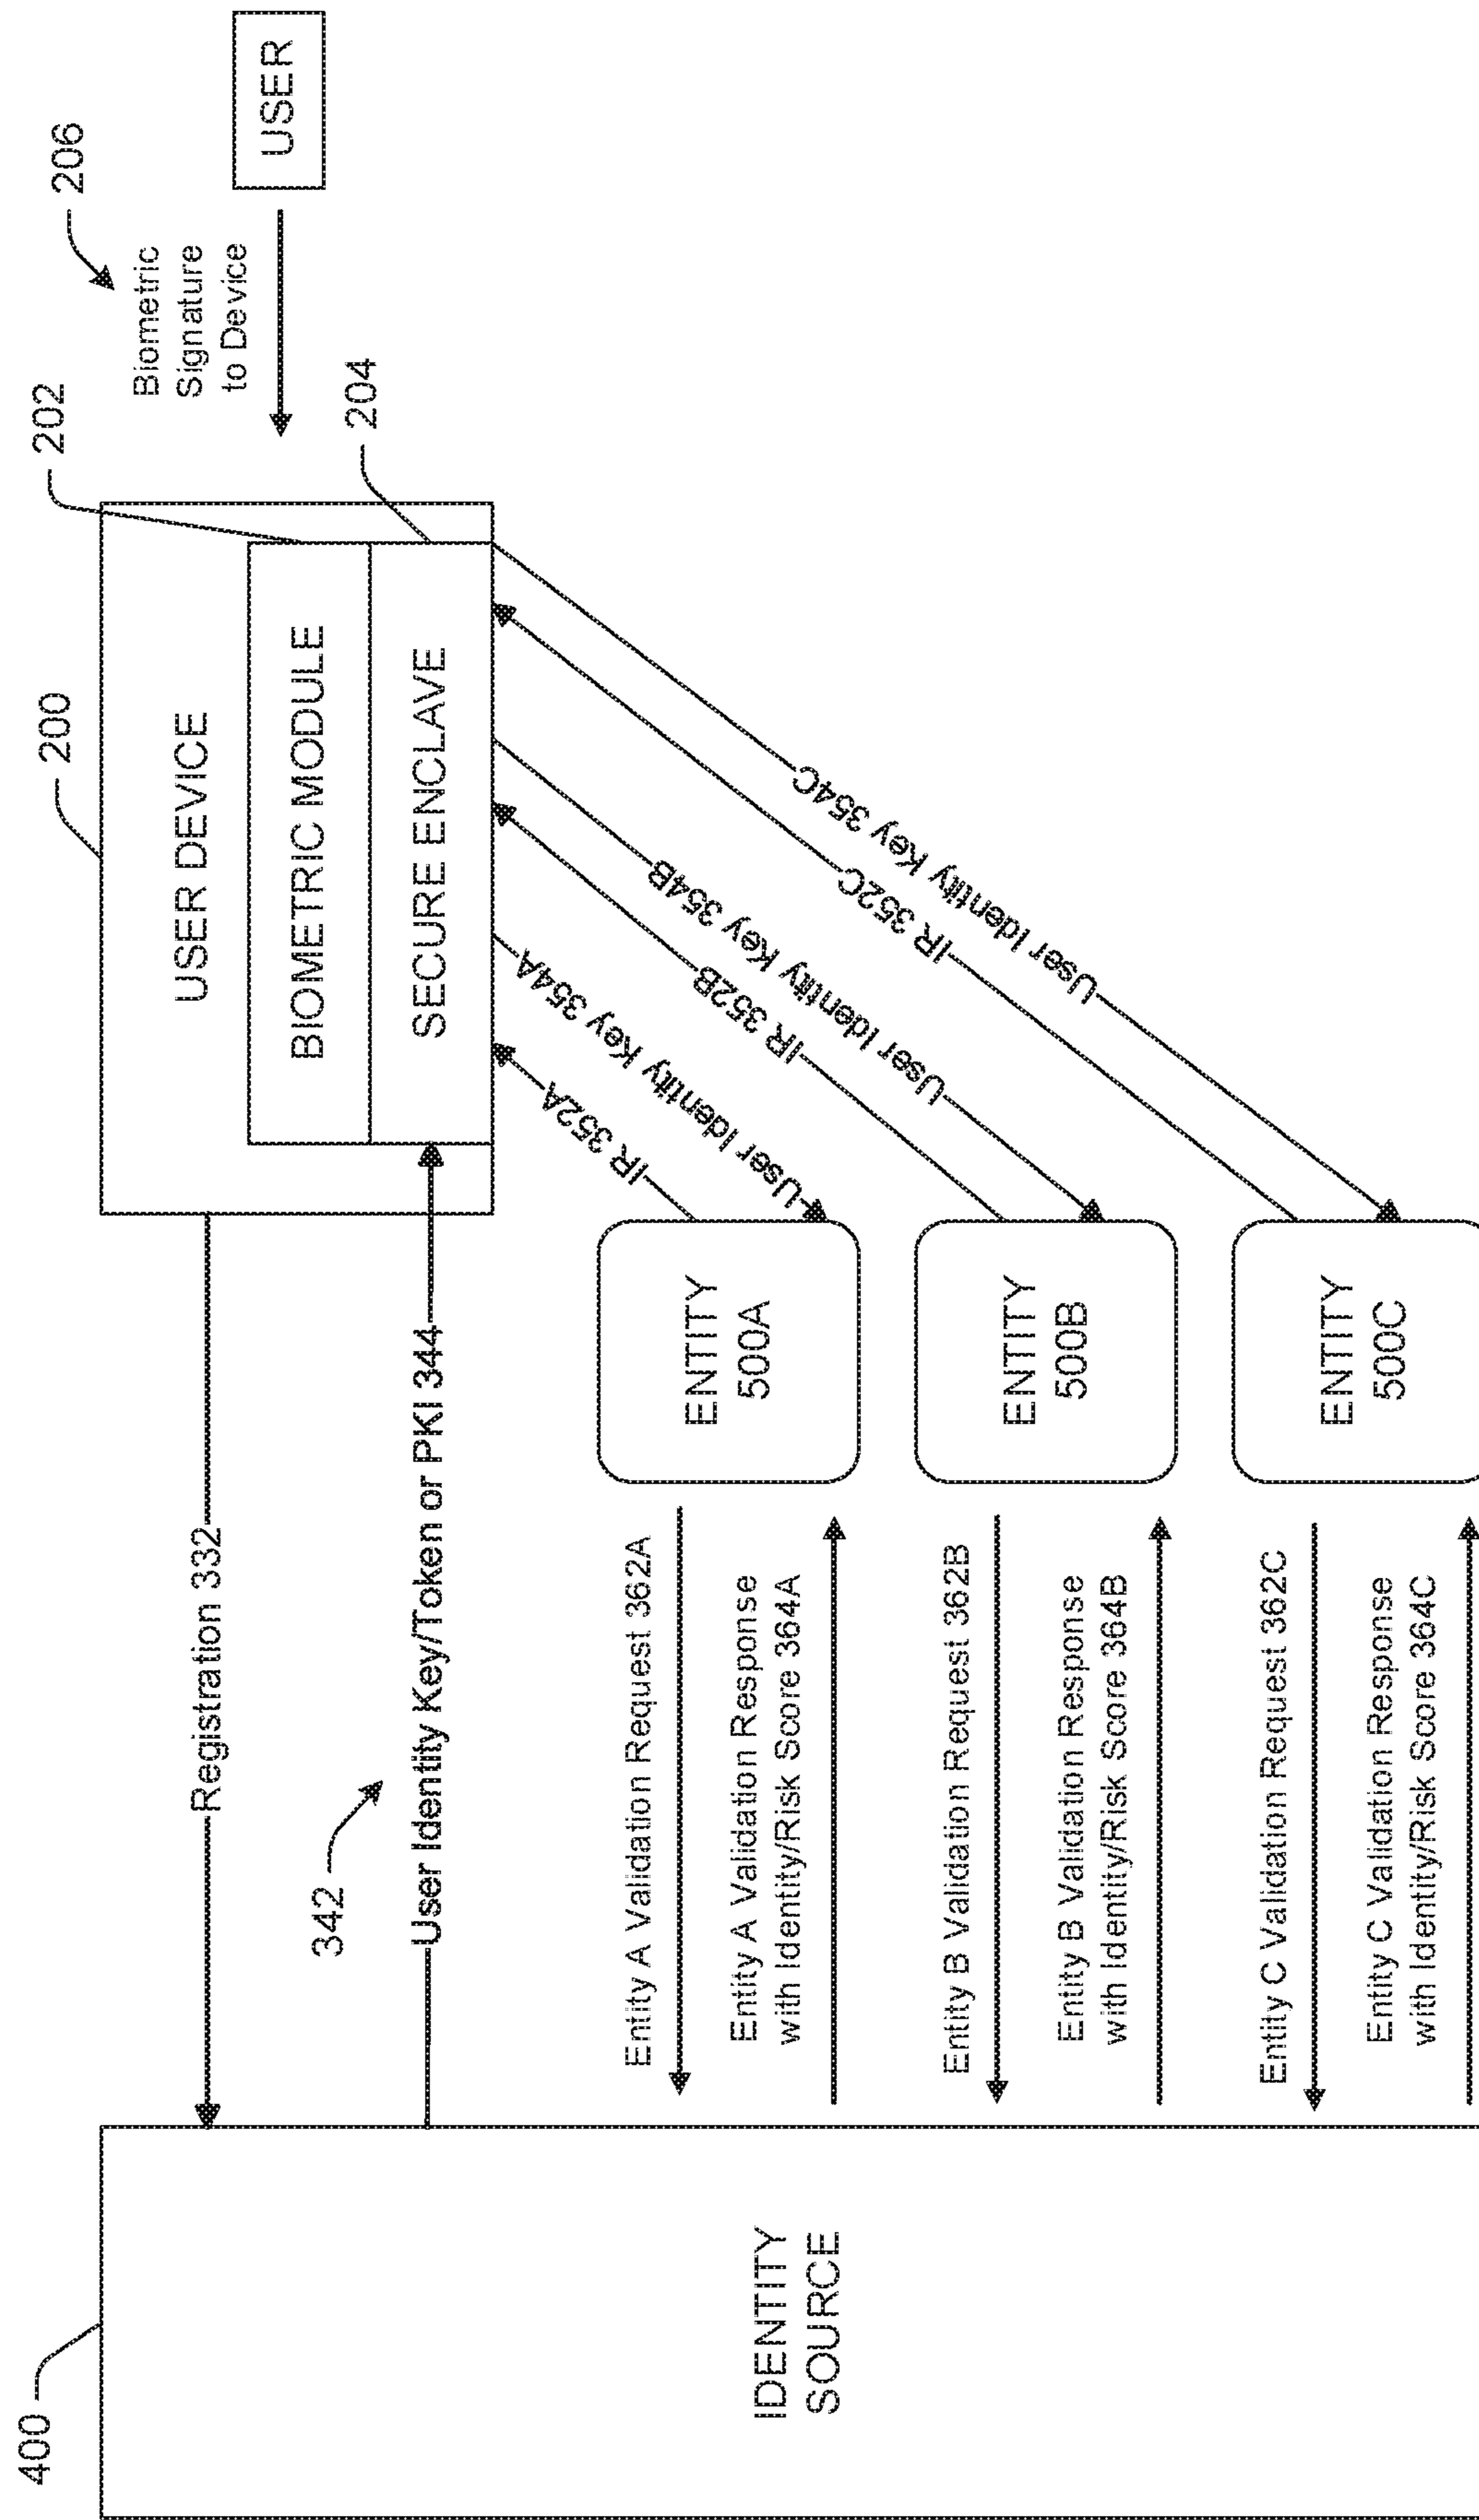 400
IDENTITY
SOURCE
Registration 332
342
User Identity Key/Token or PKI 344
Entity A Validation Request 362A
Entity A Validation Response
with Identity/Risk Score 364A
Entity B Validation Request 362B
Entity B Validation Response
with Identity/Risk Score 364B
Entity C Validation Request 362C
Entity C Validation Response
with Identity/Risk Score 364C
ENTITY
500A
ENTITY
500B
ENTITY
500C
IR 352A
User Identity Key 354A
IR 352B
User Identity Key 354B
IR 352C
User Identity Key 354C
200
USER DEVICE
BIOMETRIC MODULE
SECURE ENCLAVE
202
204
206
Biometric
Signature
to Device
USER